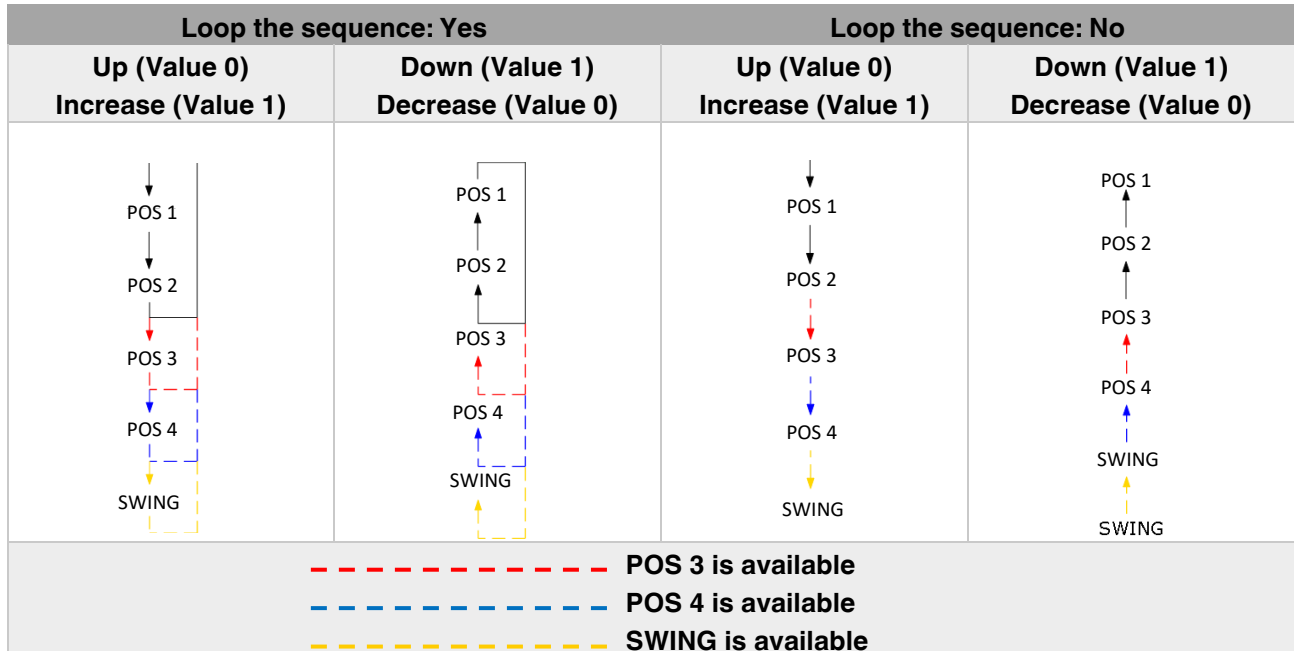 Loop the sequence: Yes
Loop the sequence: No
Up (Value 0)
Increase (Value 1)
Down (Value 1)
Decrease (Value 0)
Up (Value 0)
Increase (Value 1)
Down (Value 1)
Decrease (Value 0)
POS 1
POS 2
POS 3
POS 4
SWING
POS 1
POS 2
POS 3
POS 4
SWING
POS 1
POS 2
POS 3
POS 4
SWING
POS 1
POS 2
POS 3
POS 4
SWING
SWING
POS 3 is available
POS 4 is available
SWING is available